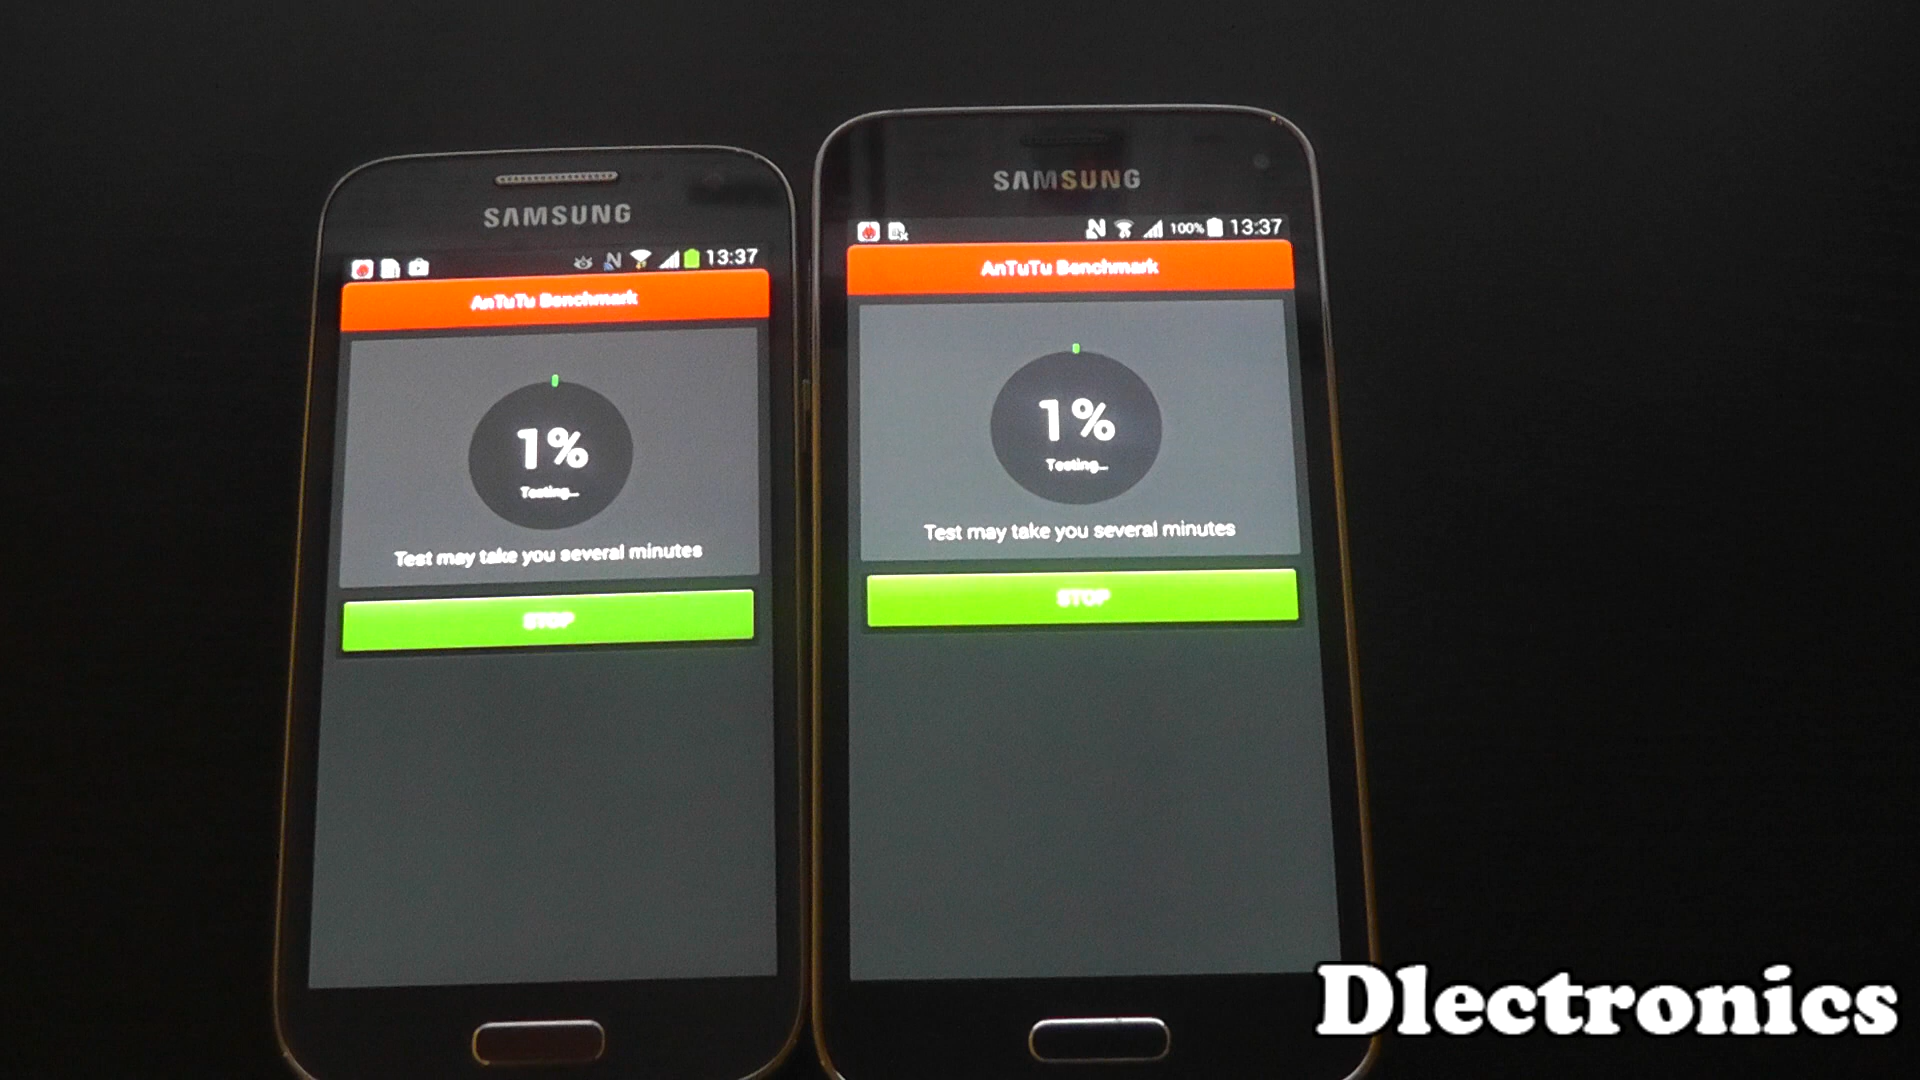 SAMSUNG
13:37
AnTuTu Benchmark
1%
Testing...
Test may take you several minutes
STOP
SAMSUNG
100% 13:37
AnTuTu Benchmark
1%
Testing...
Test may take you several minutes
STOP
Dlectronics